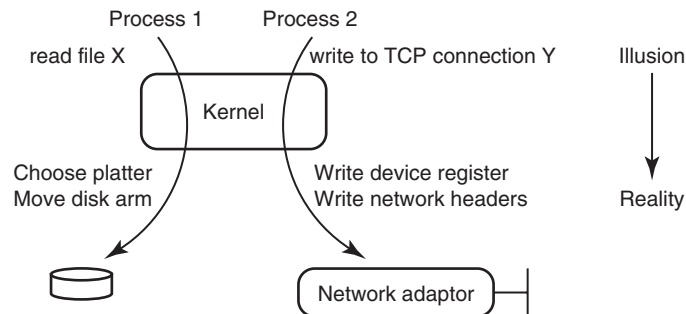 Process 1
Process 2
read file X
write to TCP connection Y
Illusion
Kernel
Choose platter
Move disk arm
Write device register
Write network headers
Reality
Network adaptor